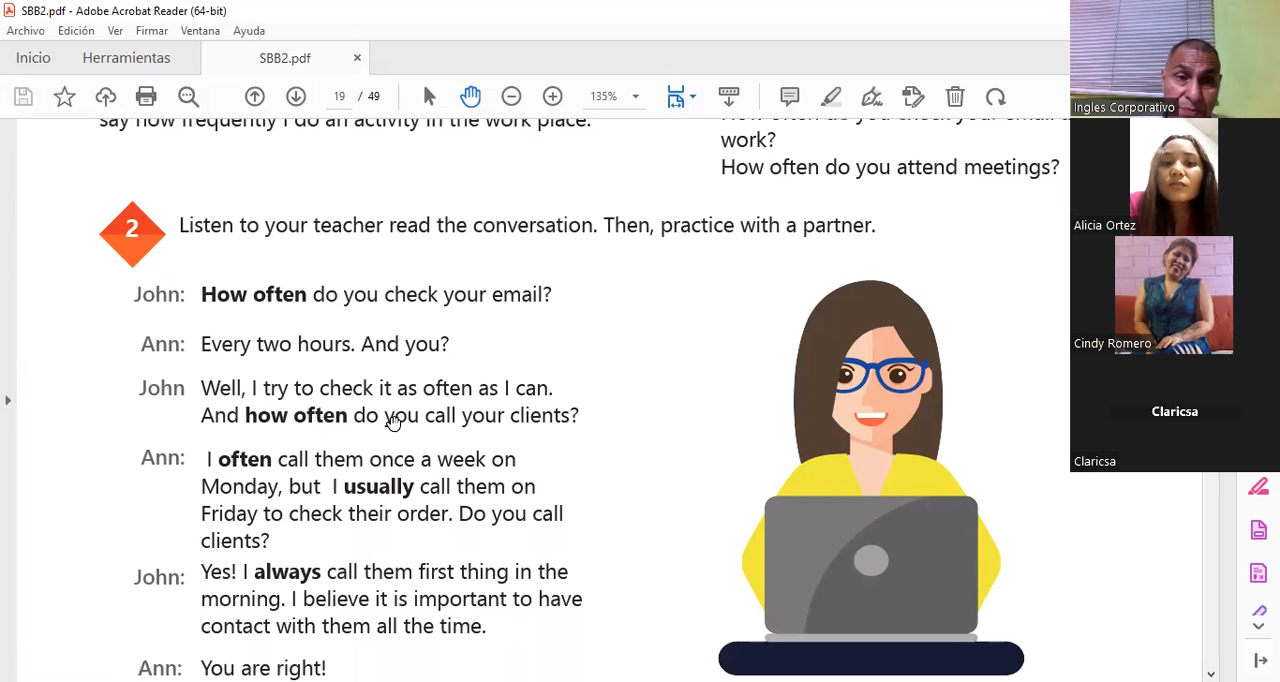 SBB2.pdf - Adobe Acrobat Reader (64-bit)
Archivo Edición Ver Firmar Ventana Ayuda
Inicio Herramientas SBB2.pdf ×
19 / 49 135%
say how frequently I do an activity in the work place.
How often do you check your email
work?
How often do you attend meetings?
2 Listen to your teacher read the conversation. Then, practice with a partner.
John: How often do you check your email?
Ann: Every two hours. And you?
John Well, I try to check it as often as I can.
And how often do you call your clients?
Ann: I often call them once a week on
Monday, but I usually call them on
Friday to check their order. Do you call
clients?
John: Yes! I always call them first thing in the
morning. I believe it is important to have
contact with them all the time.
Ann: You are right!
Ingles Corporativo
Alicia Ortez
Cindy Romero
Claricsa
Claricsa